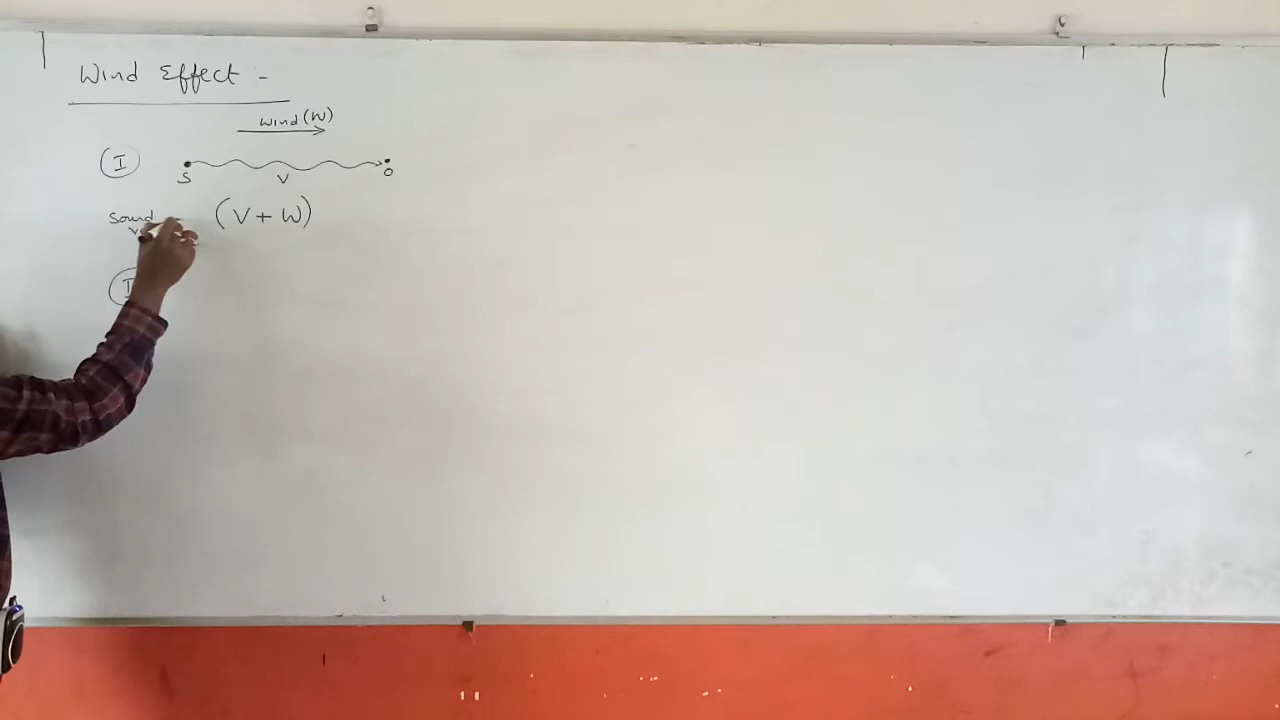 Wind Effect :-
Wind (W)
I
S V O
Sound (V + W)